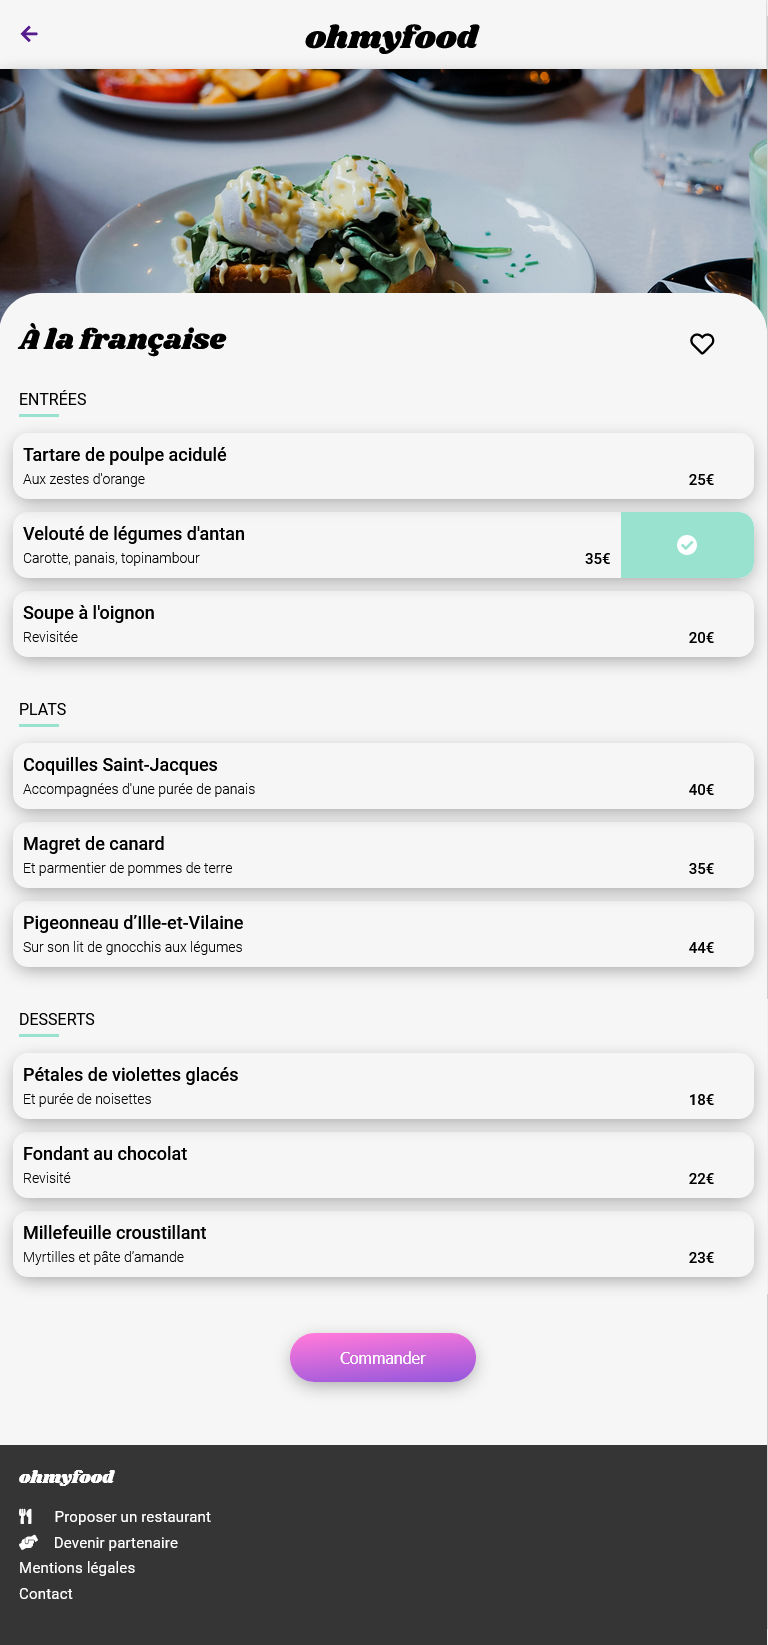 ohmyfood
À la française
ENTRÉES
Tartare de poulpe acidulé
Aux zestes d'orange
25€
Velouté de légumes d'antan
Carotte, panais, topinambour
35€
Soupe à l'oignon
Revisitée
20€
PLATS
Coquilles Saint-Jacques
Accompagnées d'une purée de panais
40€
Magret de canard
Et parmentier de pommes de terre
35€
Pigeonneau d’Ille-et-Vilaine
Sur son lit de gnocchis aux légumes
44€
DESSERTS
Pétales de violettes glacés
Et purée de noisettes
18€
Fondant au chocolat
Revisité
22€
Millefeuille croustillant
Myrtilles et pâte d’amande
23€
Commander
ohmyfood
Proposer un restaurant
Devenir partenaire
Mentions légales
Contact